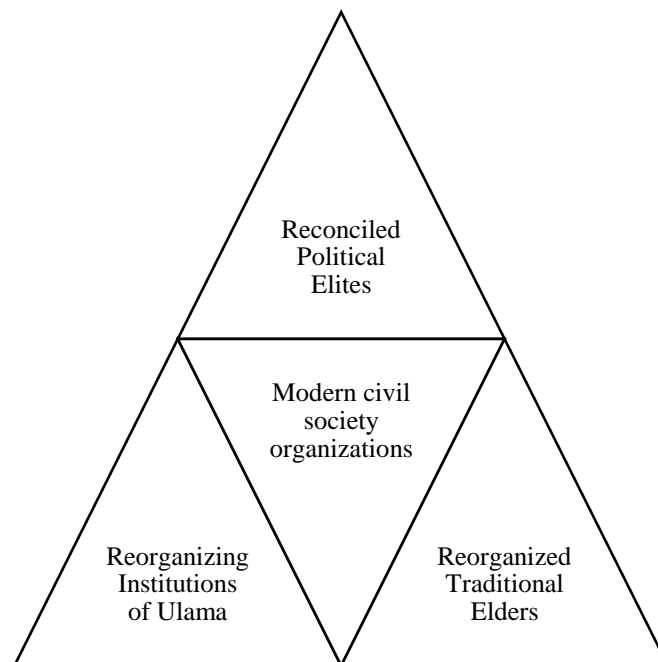 Reconciled
Political
Elites
Modern civil
society
organizations
Reorganizing
Institutions
of Ulama
Reorganized
Traditional
Elders